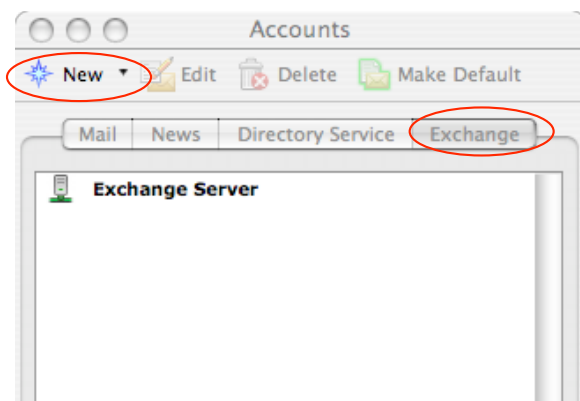 Accounts
New Edit Delete Make Default
Mail News Directory Service Exchange
Exchange Server